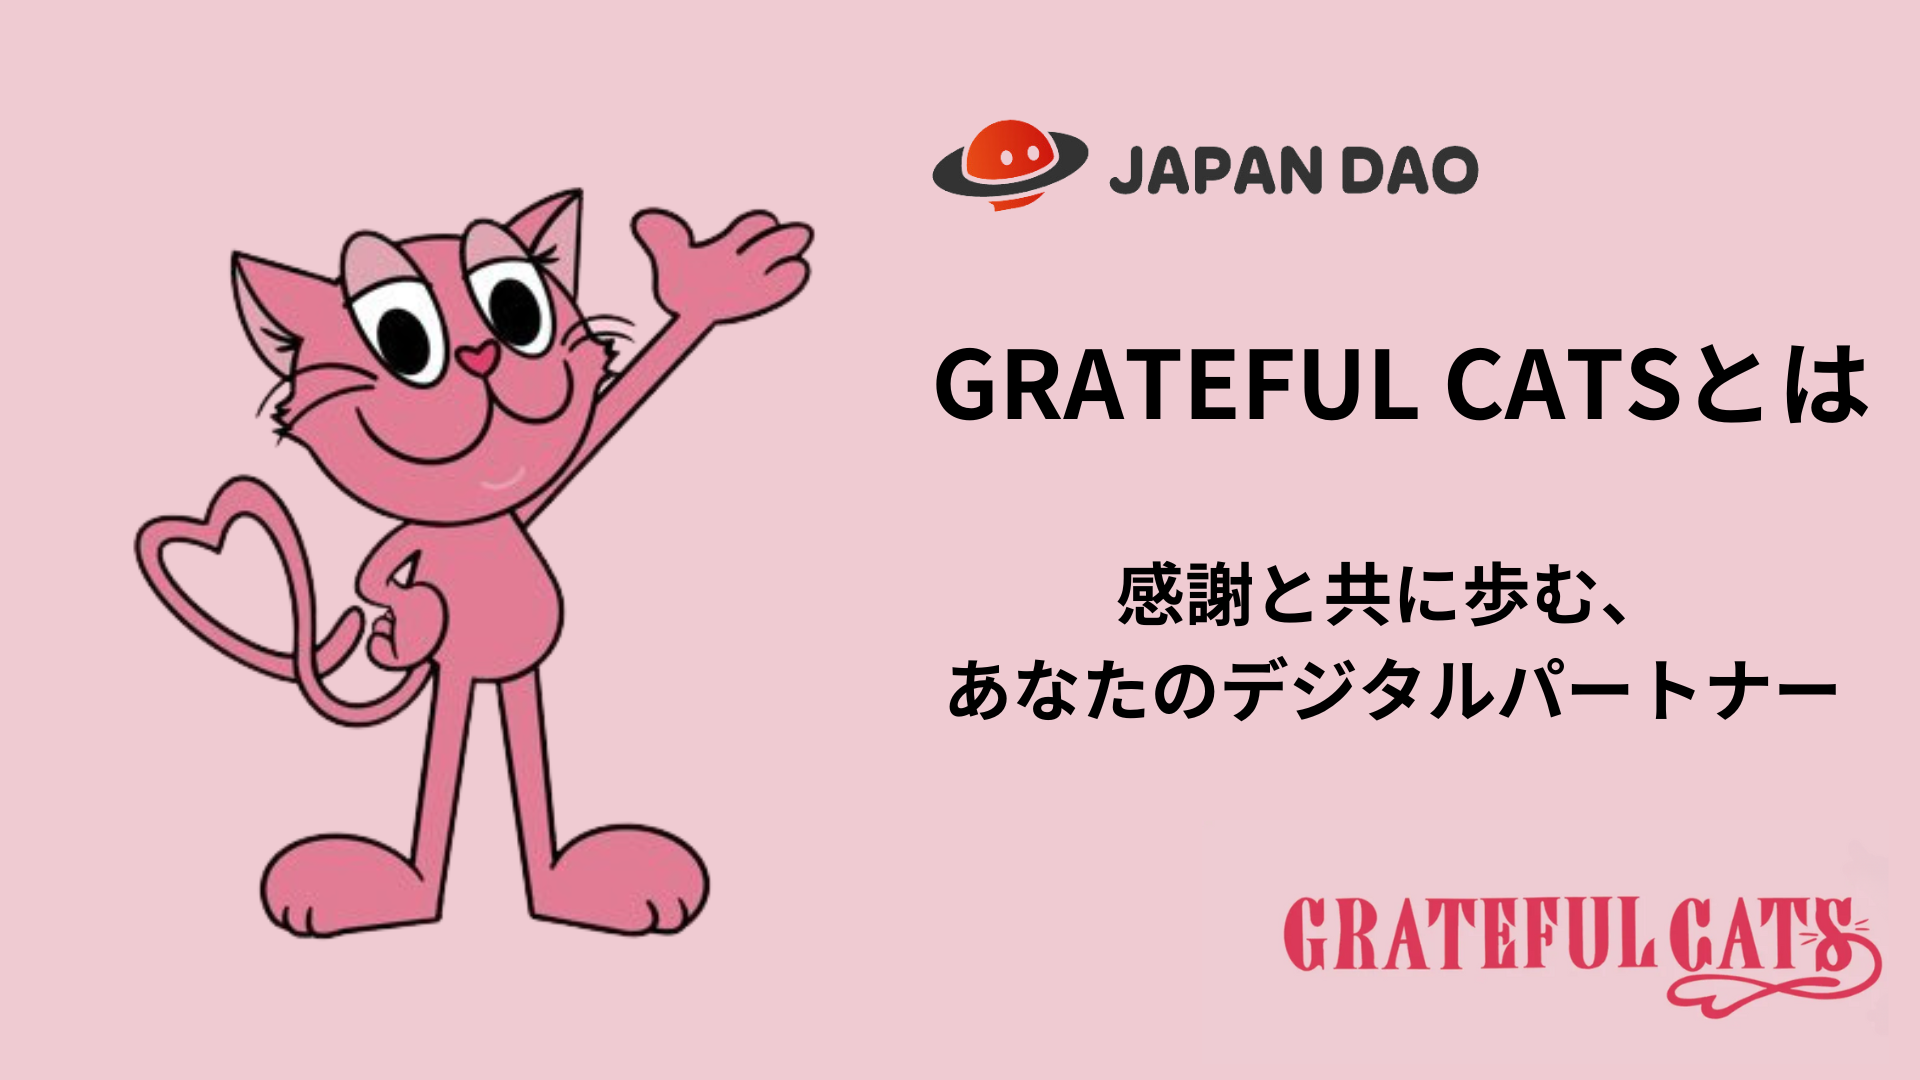 JAPAN DAO
GRATEFUL CATSとは
感謝と共に歩む、
あなたのデジタルパートナー
GRATEFUL CATS